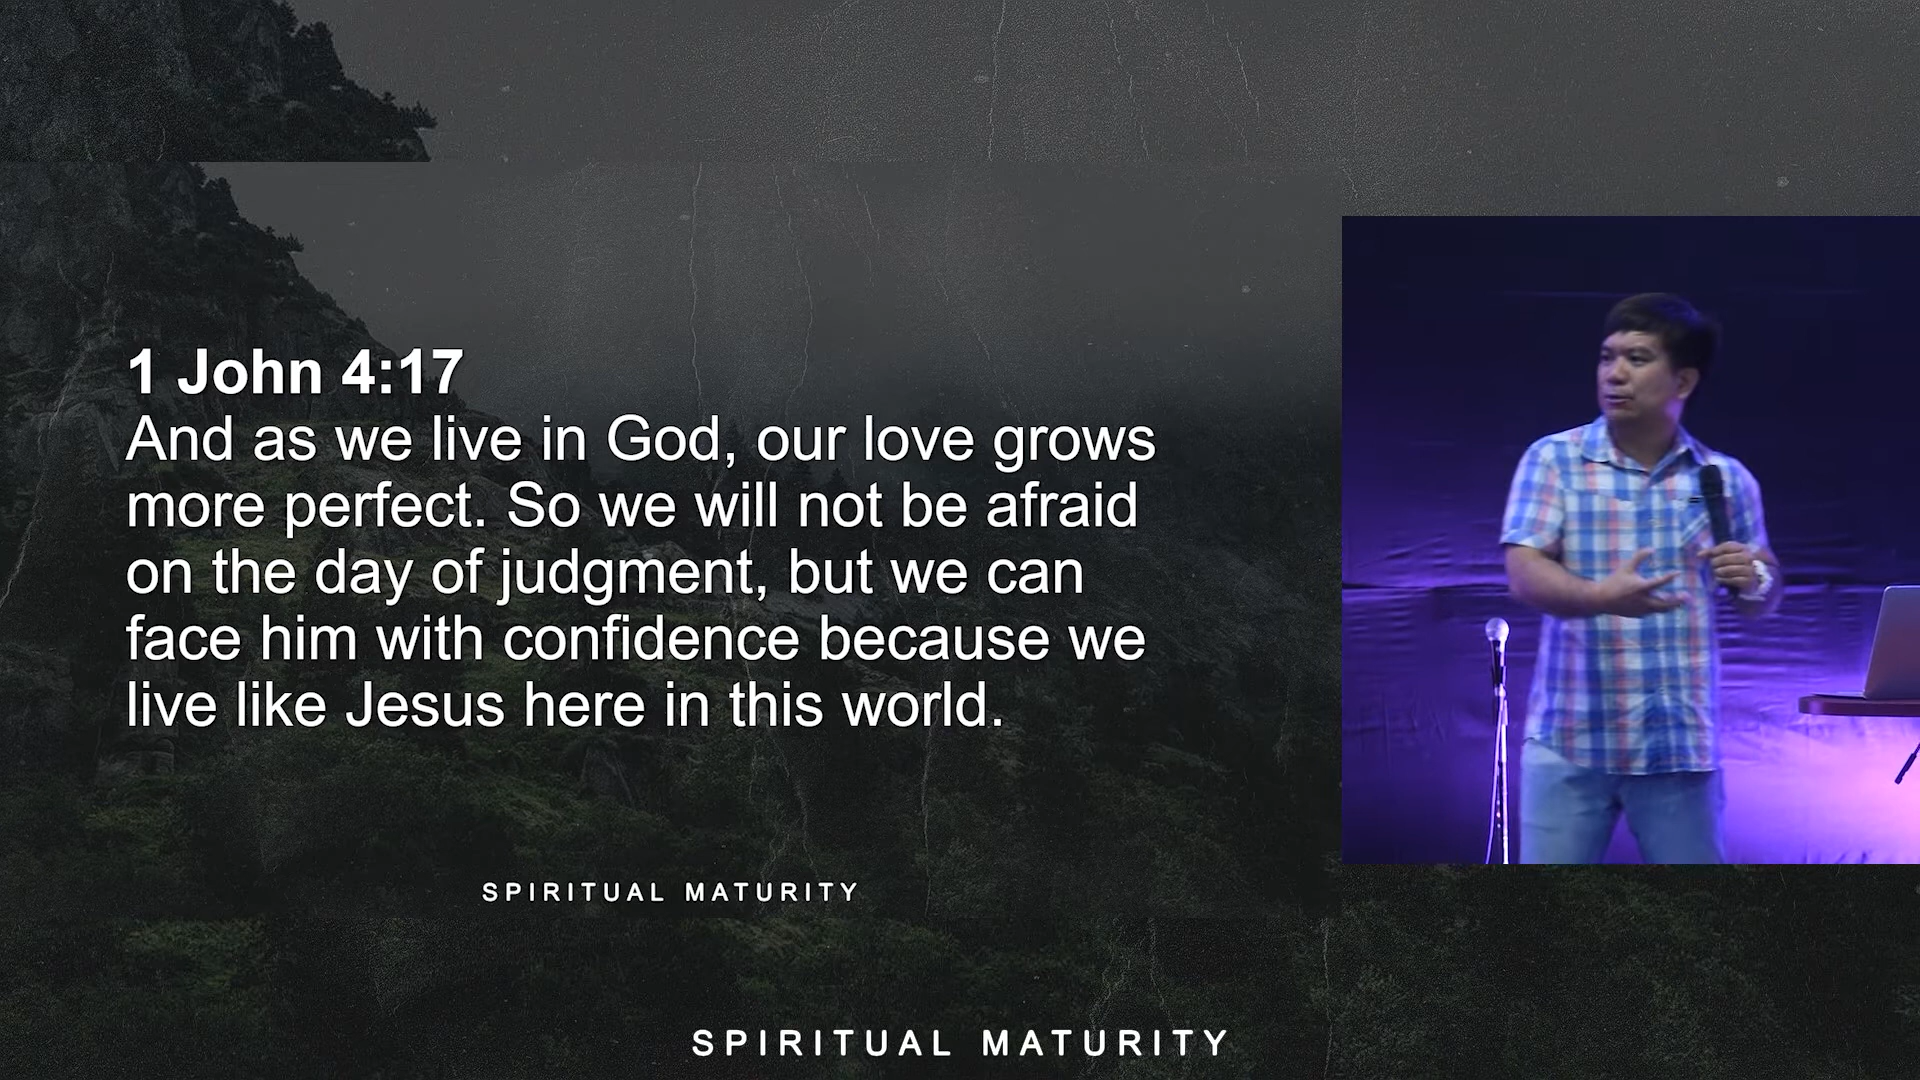 1 John 4:17
And as we live in God, our love grows
more perfect. So we will not be afraid
on the day of judgment, but we can
face him with confidence because we
live like Jesus here in this world.
SPIRITUAL MATURITY
SPIRITUAL MATURITY